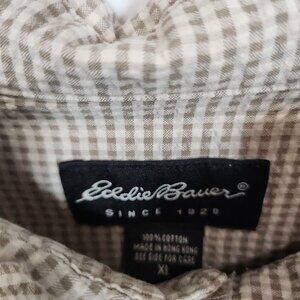 Eddie Bauer®
SINCE 1920
100% COTTON
MADE IN HONG KONG
SEE SIDE FOR CARE
XL